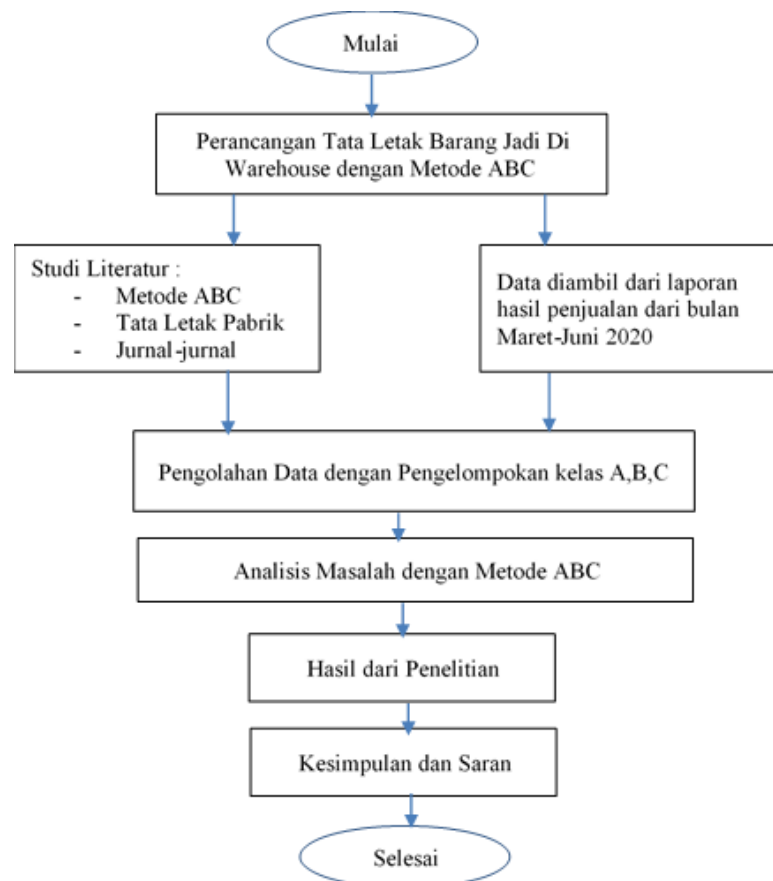 Mulai
Perancangan Tata Letak Barang Jadi Di
Warehouse dengan Metode ABC
Studi Literatur :
- Metode ABC
- Tata Letak Pabrik
- Jurnal-jurnal
Data diambil dari laporan
hasil penjualan dari bulan
Maret-Juni 2020
Pengolahan Data dengan Pengelompokan kelas A,B,C
Analisis Masalah dengan Metode ABC
Hasil dari Penelitian
Kesimpulan dan Saran
Selesai